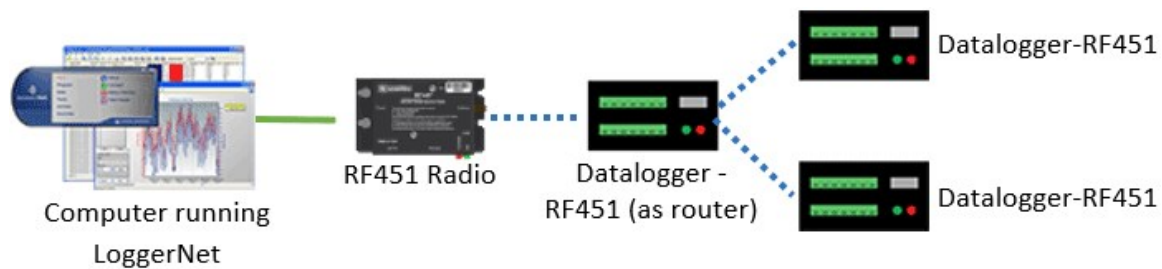 Computer running
LoggerNet
RF451 Radio
Datalogger -
RF451 (as router)
Datalogger-RF451
Datalogger-RF451